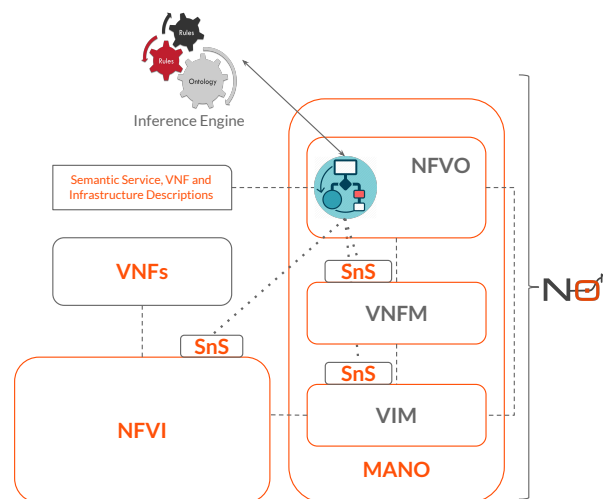 Rules
Rules
Ontology
Inference Engine
NFVO
Semantic Service, VNF and
Infrastructure Descriptions
SnS
VNFs
VNFM
SnS
SnS
NFVI
VIM
MANO